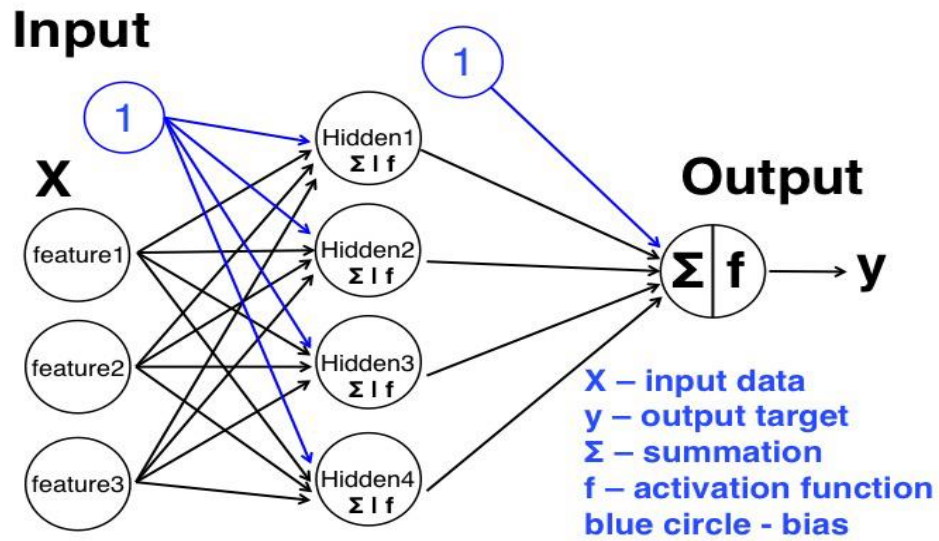 Input
1
1
X
Output
feature1
feature2
feature3
Hidden1
Σ | f
Hidden2
Σ | f
Hidden3
Σ | f
Hidden4
Σ | f
Σ f
y
X – input data
y – output target
Σ – summation
f – activation function
blue circle - bias